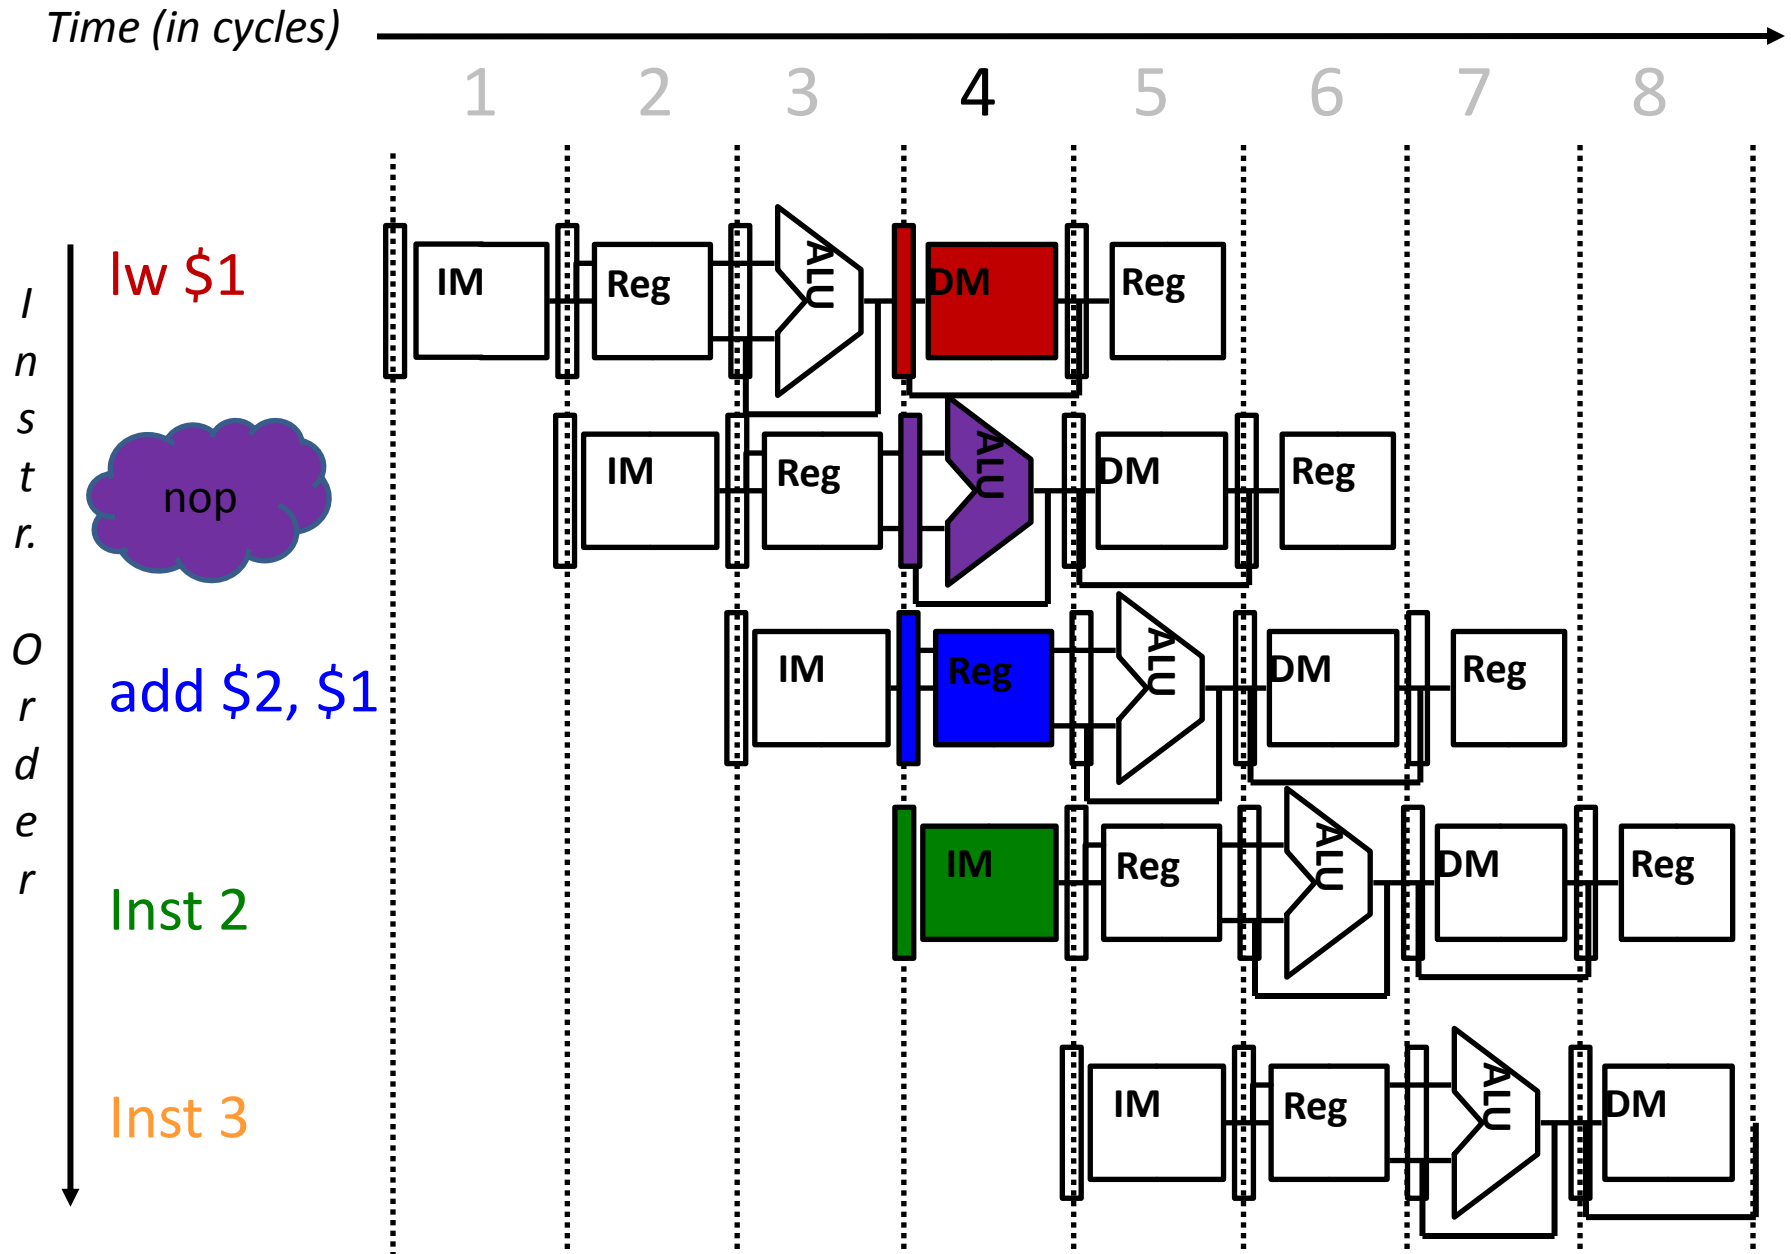 Time (in cycles)
1 2 3 4 5 6 7 8
Instr. Order
lw $1
IM Reg ALU DM Reg
nop
IM Reg ALU DM Reg
add $2, $1
IM Reg ALU DM Reg
Inst 2
IM Reg ALU DM Reg
Inst 3
IM Reg ALU DM